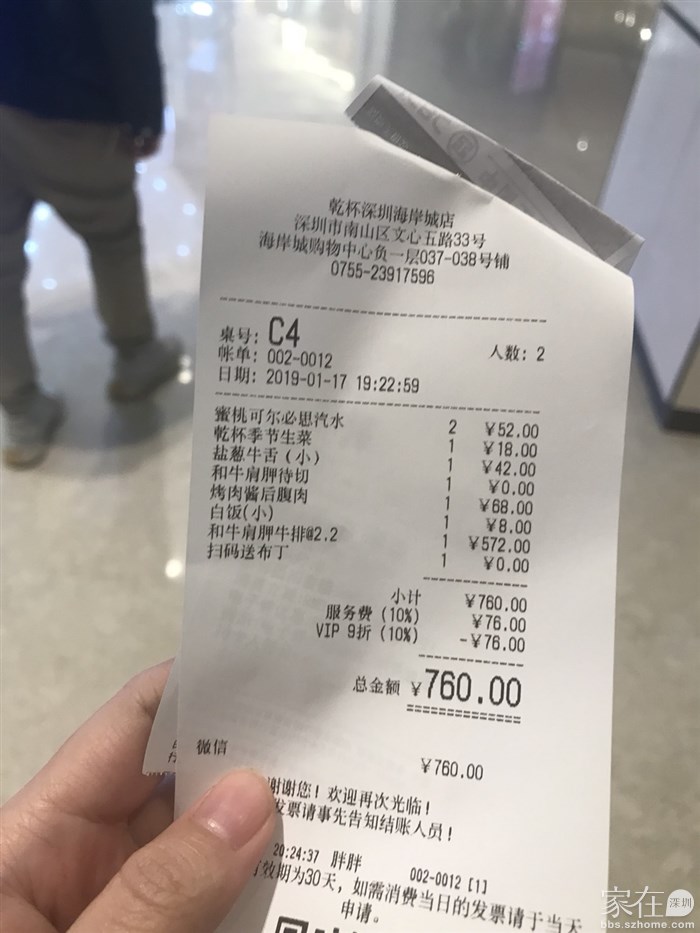 乾杯深圳海岸城店
深圳市南山区文心五路33号
海岸城购物中心负一层037-038号铺
0755-23917596
桌号: C4 人数: 2
帐单: 002-0012
日期: 2019-01-17 19:22:59
蜜桃可尔必思汽水 2 ¥52.00
乾杯季节生菜 1 ¥18.00
盐葱牛舌(小) 1 ¥42.00
和牛肩胛待切 1 ¥0.00
烤肉酱后腹肉 1 ¥68.00
白饭(小) 1 ¥8.00
和牛肩胛牛排@2.2 1 ¥572.00
扫码送布丁 1 ¥0.00
小计 ¥760.00
服务费(10%) ¥76.00
VIP 9折(10%) -¥76.00
总金额 ¥760.00
微信 ¥760.00
谢谢您! 欢迎再次光临!
发票请事先告知结账人员!
20:24:37 胖胖 002-0012 [1]
效期为30天, 如需消费当日的发票请于当天
申请。
家在深圳
bbs.szhome.com